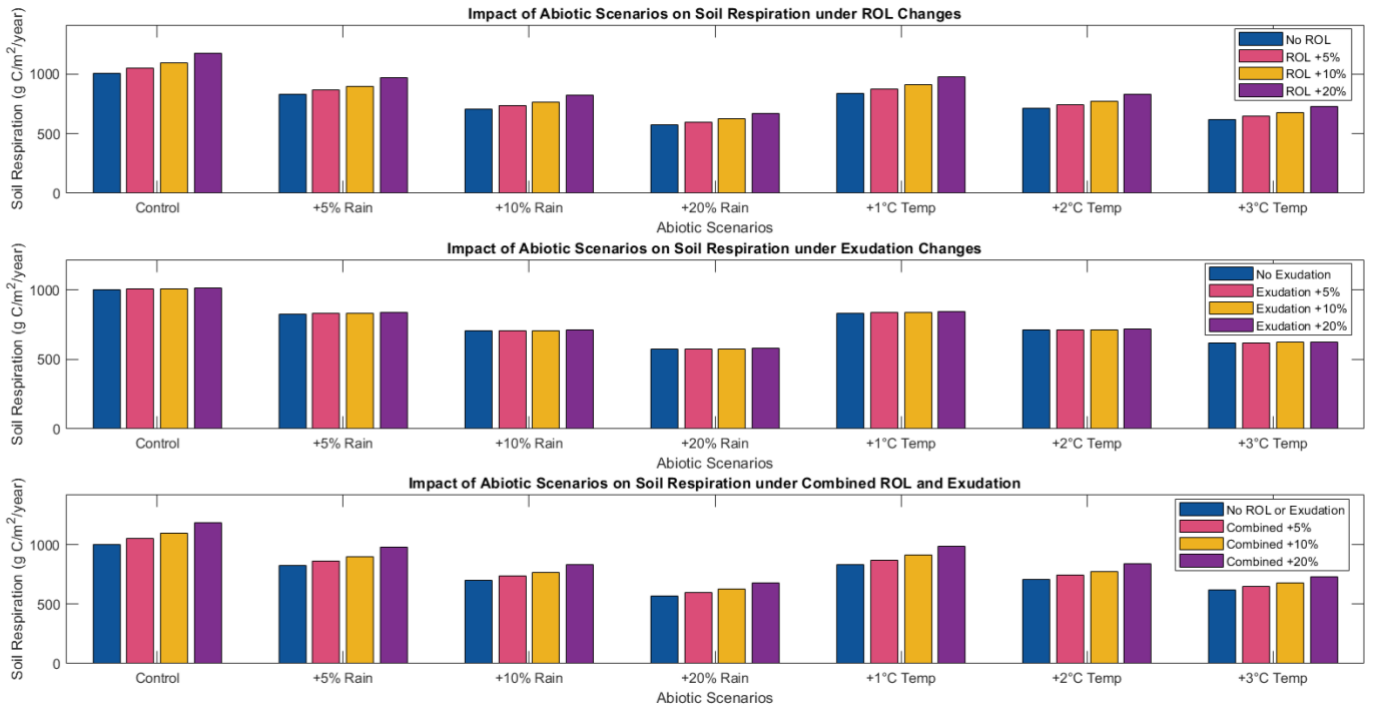 Impact of Abiotic Scenarios on Soil Respiration under ROL Changes
Soil Respiration (g C/m²/year)
1000
500
0
No ROL
ROL +5%
ROL +10%
ROL +20%
Control
+5% Rain
+10% Rain
+20% Rain
+1°C Temp
+2°C Temp
+3°C Temp
Abiotic Scenarios
Impact of Abiotic Scenarios on Soil Respiration under Exudation Changes
Soil Respiration (g C/m²/year)
1000
500
0
No Exudation
Exudation +5%
Exudation +10%
Exudation +20%
Control
+5% Rain
+10% Rain
+20% Rain
+1°C Temp
+2°C Temp
+3°C Temp
Abiotic Scenarios
Impact of Abiotic Scenarios on Soil Respiration under Combined ROL and Exudation
Soil Respiration (g C/m²/year)
1000
500
0
No ROL or Exudation
Combined +5%
Combined +10%
Combined +20%
Control
+5% Rain
+10% Rain
+20% Rain
+1°C Temp
+2°C Temp
+3°C Temp
Abiotic Scenarios